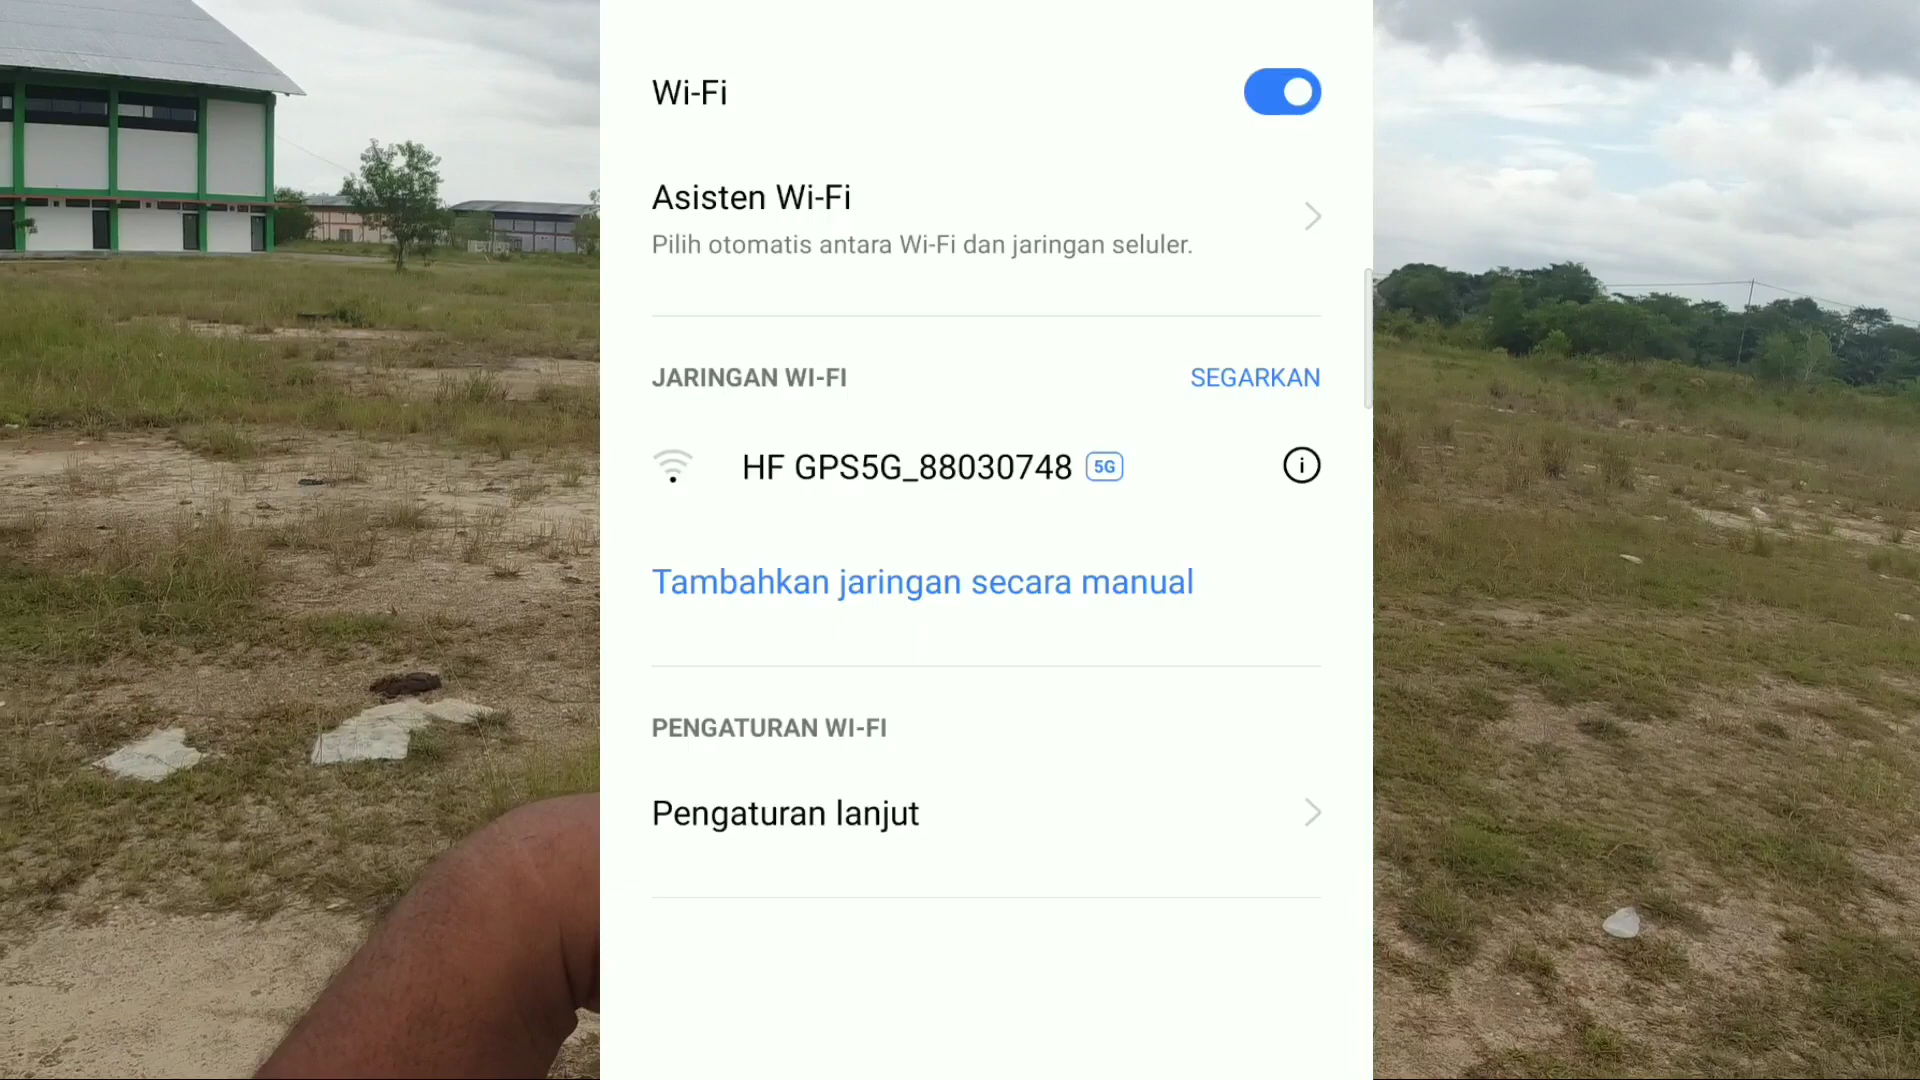 Wi-Fi
Asisten Wi-Fi
Pilih otomatis antara Wi-Fi dan jaringan seluler.
JARINGAN WI-FI SEGARKAN
HF GPS5G_88030748 5G
Tambahkan jaringan secara manual
PENGATURAN WI-FI
Pengaturan lanjut